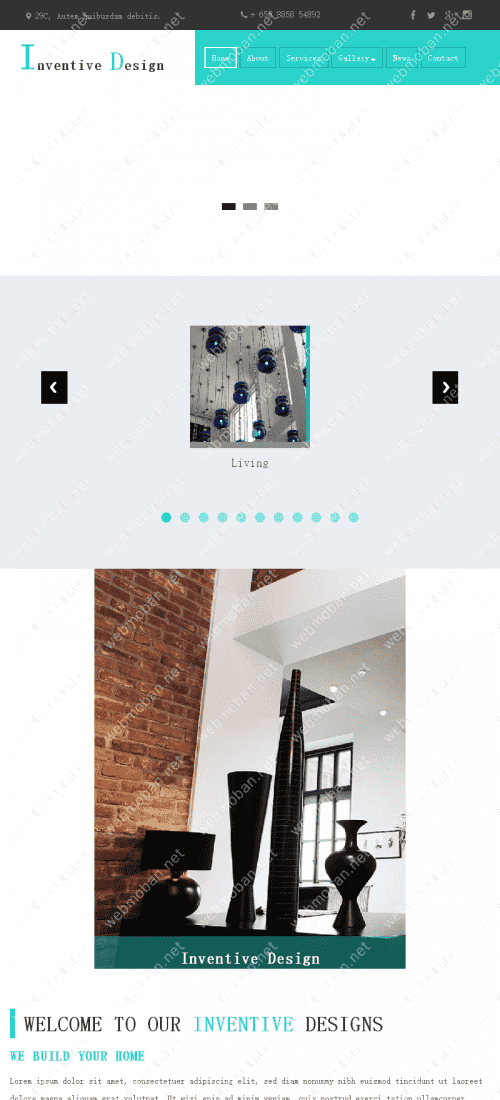 29C, Autem quibusdam debitis.
+ 655 8858 54892
Inventive Design
Home
About
Services
Gallery
News
Contact
Living
Inventive Design
WELCOME TO OUR INVENTIVE DESIGNS
WE BUILD YOUR HOME
Lorem ipsum dolor sit amet, consectetuer adipiscing elit, sed diam nonummy nibh euismod tincidunt ut laoreet
dolore magna aliquam erat volutpat. Ut wisi enim ad minim veniam, quis nostrud exerci tation ullamcorper
webmoban.net